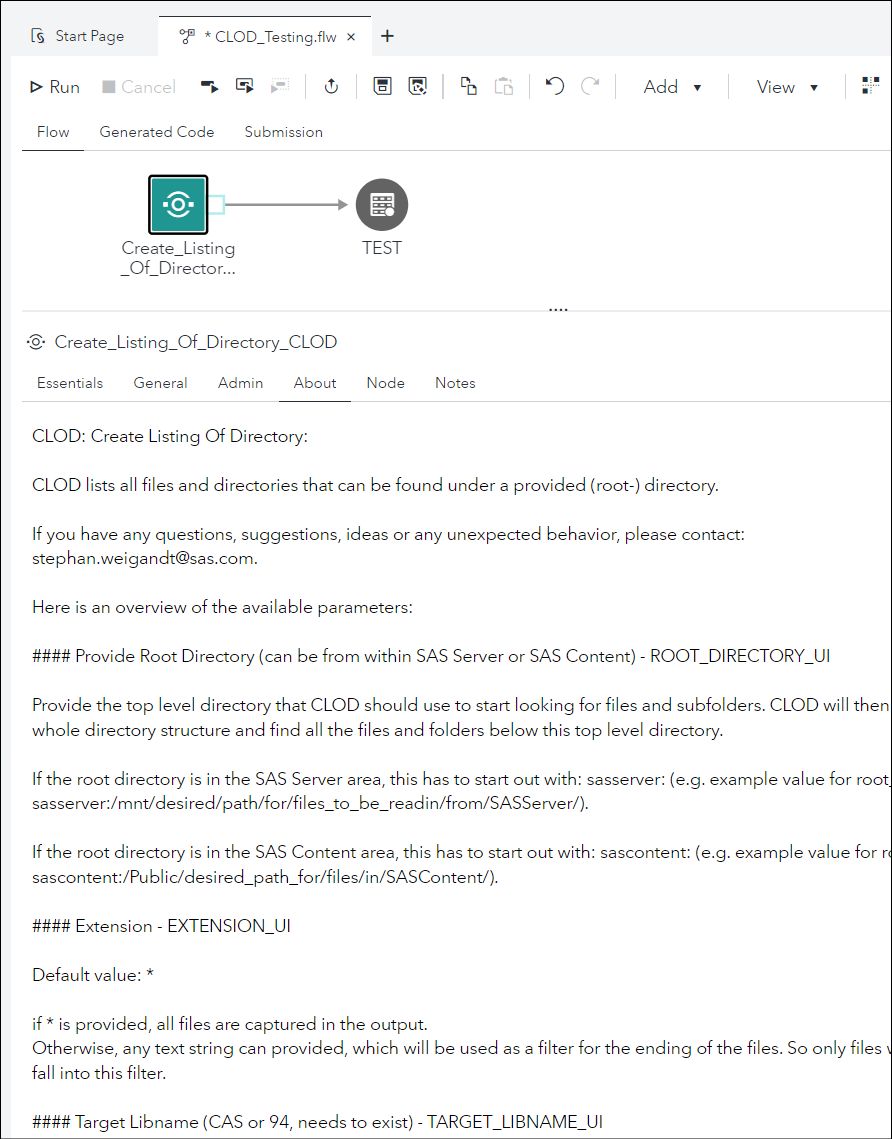 Start Page
* CLOD_Testing.flw
Run
Cancel
Add
View
Flow
Generated Code
Submission
Create_Listing
_Of_Director...
TEST
Create_Listing_Of_Directory_CLOD
Essentials
General
Admin
About
Node
Notes
CLOD: Create Listing Of Directory:
CLOD lists all files and directories that can be found under a provided (root-) directory.
If you have any questions, suggestions, ideas or any unexpected behavior, please contact:
stephan.weigandt@sas.com.
Here is an overview of the available parameters:
#### Provide Root Directory (can be from within SAS Server or SAS Content) - ROOT_DIRECTORY_UI
Provide the top level directory that CLOD should use to start looking for files and subfolders. CLOD will then
whole directory structure and find all the files and folders below this top level directory.
If the root directory is in the SAS Server area, this has to start out with: sasserver: (e.g. example value for root_
sasserver:/mnt/desired/path/for/files_to_be_readin/from/SASServer/).
If the root directory is in the SAS Content area, this has to start out with: sascontent: (e.g. example value for
sascontent:/Public/desired_path_for/files/in/SASContent/).
#### Extension - EXTENSION_UI
Default value: *
if * is provided, all files are captured in the output.
Otherwise, any text string can provided, which will be used as a filter for the ending of the files. So only files
fall into this filter.
#### Target Libname (CAS or 94, needs to exist) - TARGET_LIBNAME_UI